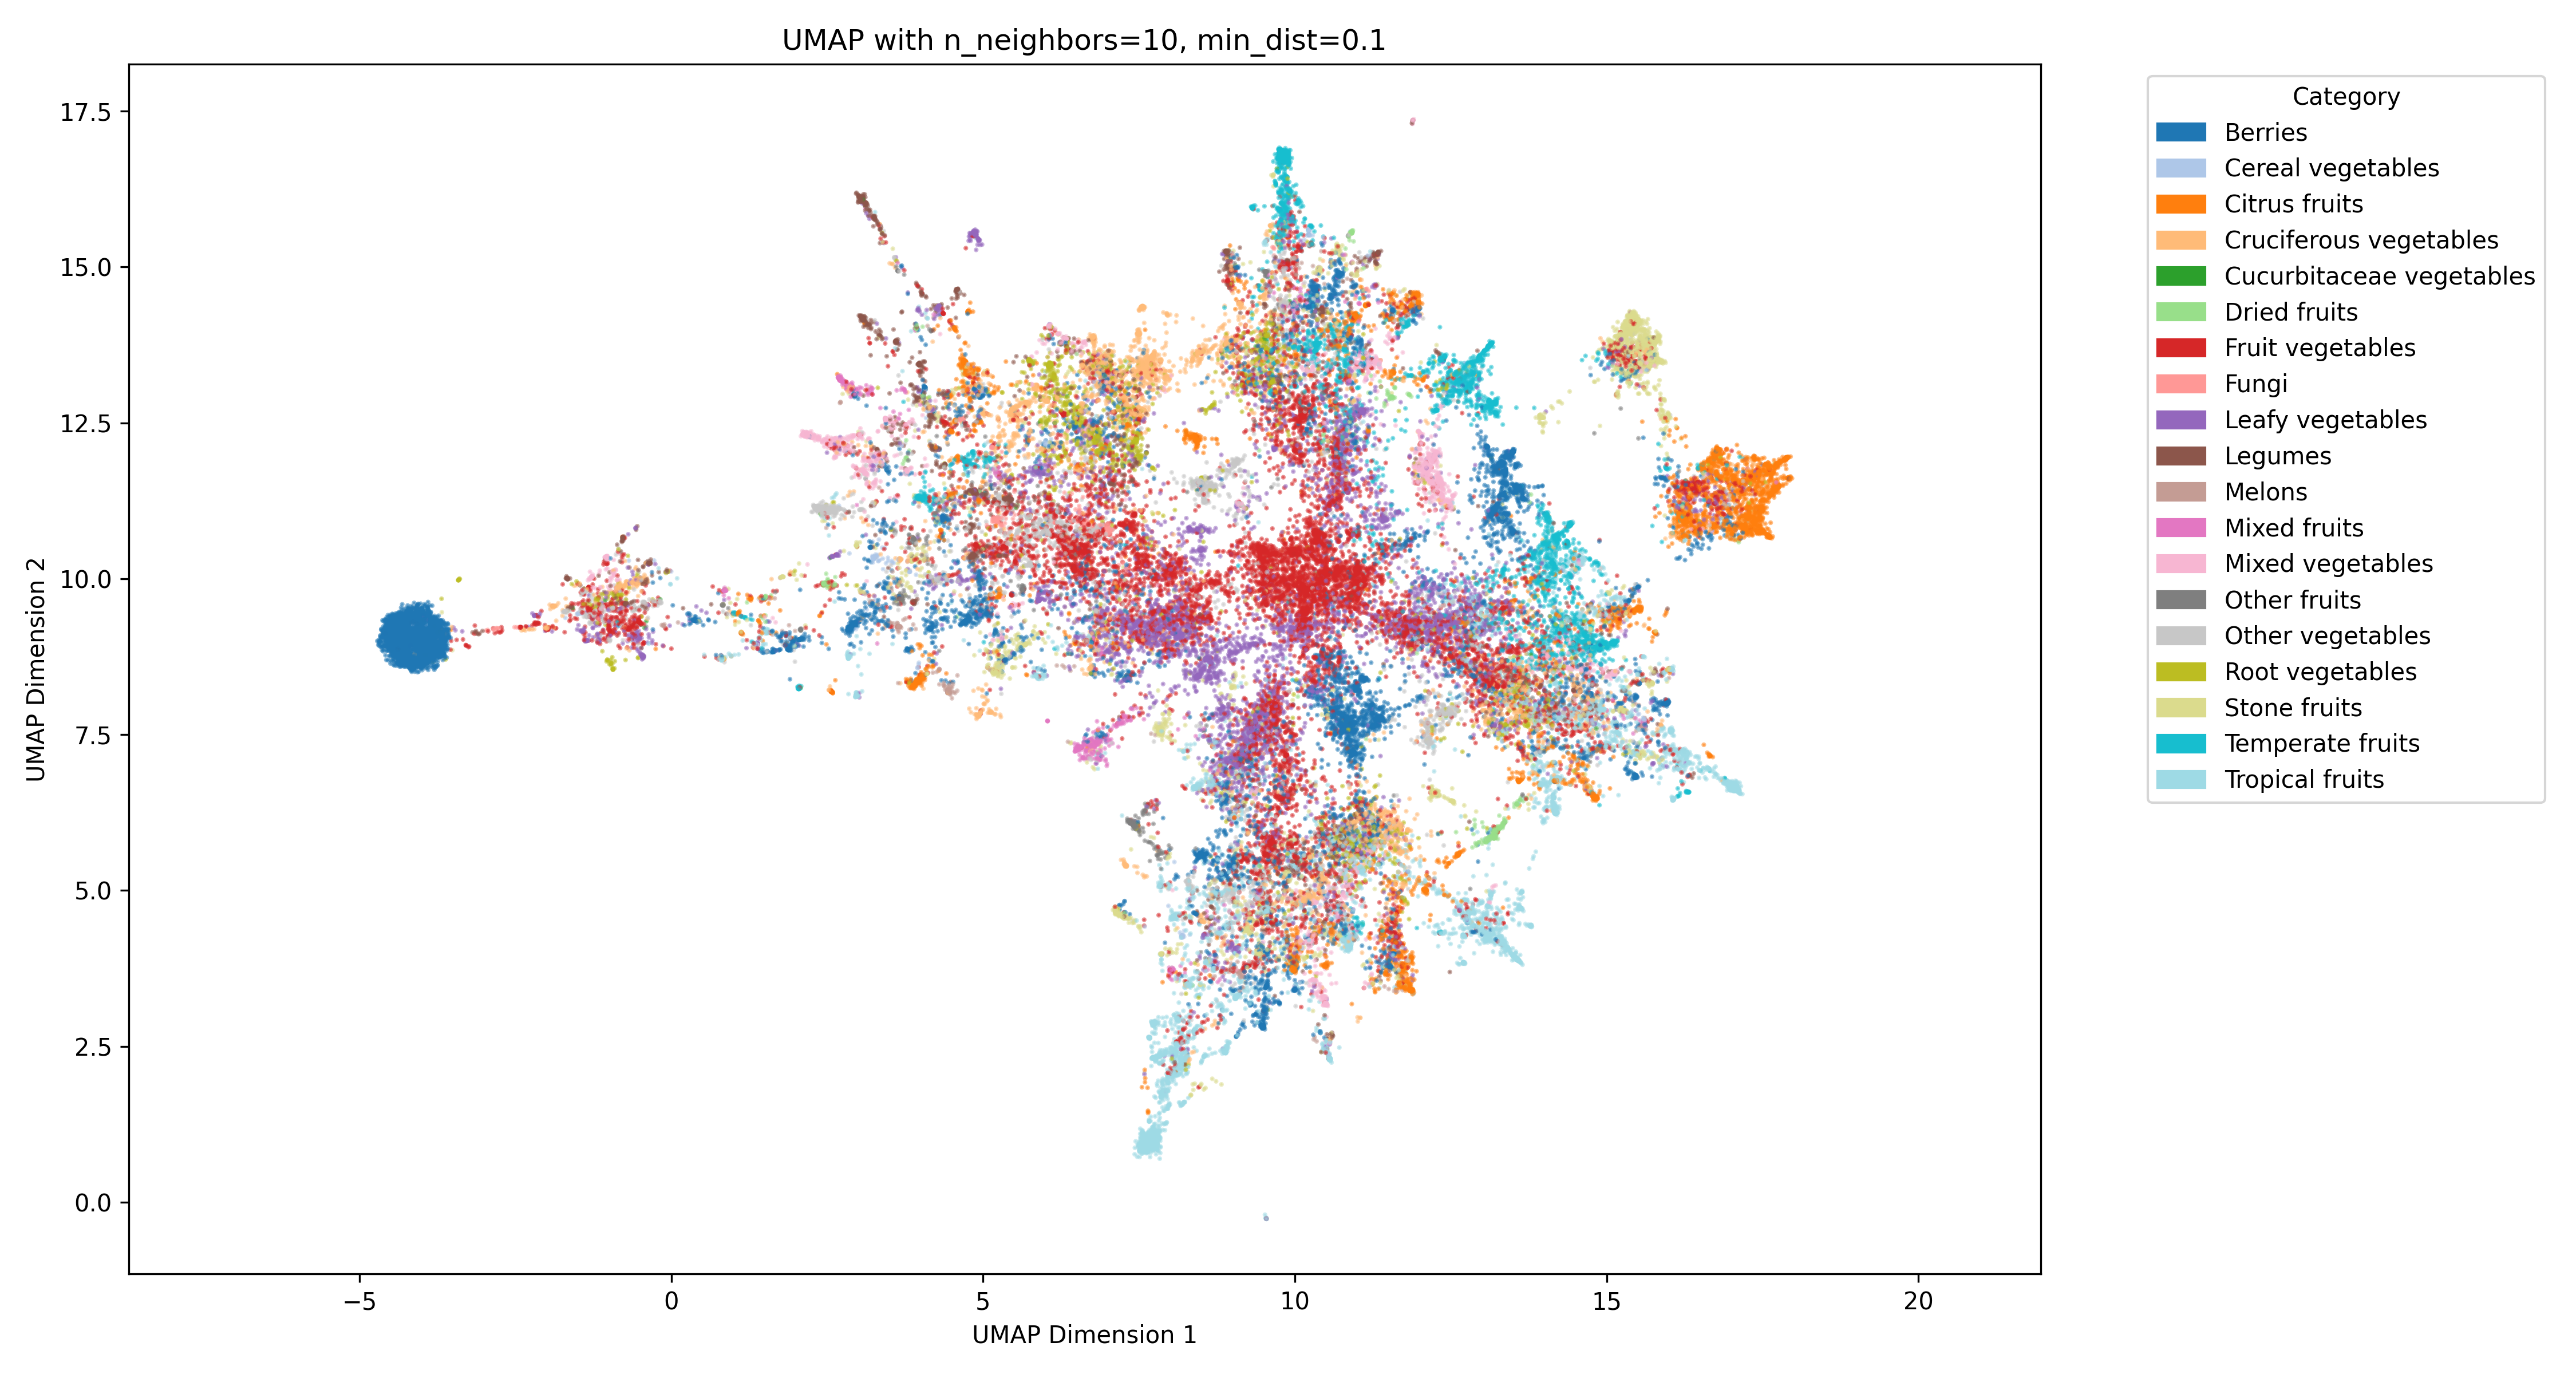 UMAP with n_neighbors=10, min_dist=0.1
17.5
15.0
12.5
10.0
7.5
5.0
2.5
0.0
UMAP Dimension 2
−5
0
5
10
15
20
UMAP Dimension 1
Category
Berries
Cereal vegetables
Citrus fruits
Cruciferous vegetables
Cucurbitaceae vegetables
Dried fruits
Fruit vegetables
Fungi
Leafy vegetables
Legumes
Melons
Mixed fruits
Mixed vegetables
Other fruits
Other vegetables
Root vegetables
Stone fruits
Temperate fruits
Tropical fruits